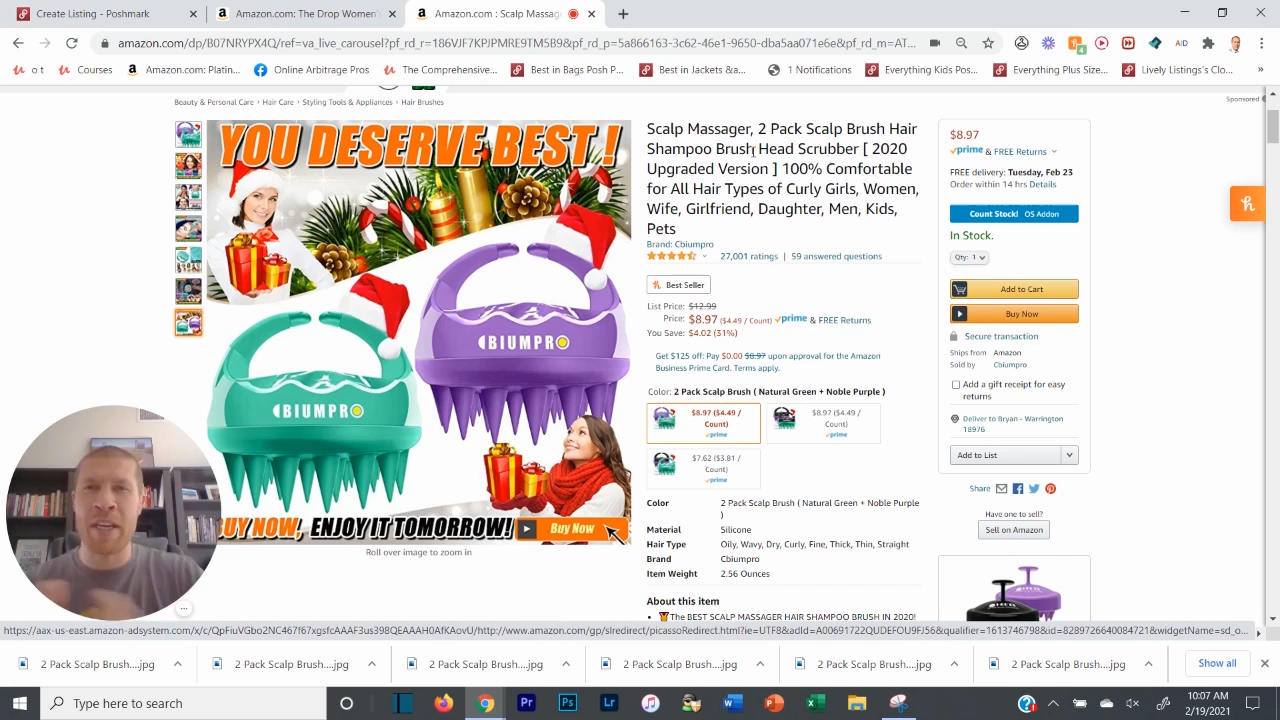 Create Listing - Poshmark
Amazon.com: The Drop Women's
Amazon.com : Scalp Massag
amazon.com/dp/B07NRYPX4Q/ref=va_live_carousel?pf_rd_r=186VJF7KPJPMRE9TM5B9&pf_rd_p=5a866163-3c62-46e1-9650-dba5aa071e6e&pf_rd_m=AT...
4
AID
o t
Courses
Amazon.com: Platin...
Online Arbitrage Pros
The Comprehensive...
Best in Bags Posh P...
Best in Jackets &a...
1 Notifications
Everything Kids Pos...
Everything Plus Size...
Lively Listings's Clo...
»
Beauty & Personal Care › Hair Care › Styling Tools & Appliances › Hair Brushes
Sponsored
YOU DESERVE BEST !
BIUMPRO
BIUMPRO
BUY NOW, ENJOY IT TOMORROW!
Buy Now
Roll over image to zoom in
Scalp Massager, 2 Pack Scalp Brush Hair
Shampoo Brush Head Scrubber [ 2020
Upgraded Version ] 100% Comfortable
for All Hair Types of Curly Girls, Women,
Wife, Girlfriend, Daughter, Men, Kids,
Pets
Brand: Cbiumpro
27,001 ratings | 59 answered questions
Best Seller
List Price: $12.99
Price: $8.97 ($4.49 / Count) prime & FREE Returns
You Save: $4.02 (31%)
Get $125 off: Pay $0.00 $8.97 upon approval for the Amazon
Business Prime Card. Terms apply.
Color: 2 Pack Scalp Brush ( Natural Green + Noble Purple )
$8.97 ($4.49 /
Count)
prime
$8.97 ($4.49 /
Count)
prime
$7.62 ($3.81 /
Count)
prime
Color 2 Pack Scalp Brush ( Natural Green + Noble Purple
)
Material Silicone
Hair Type Oily, Wavy, Dry, Curly, Fine, Thick, Thin, Straight
Brand Cbiumpro
Item Weight 2.56 Ounces
About this item
The BEST SCALP MASSAGER HAIR SHAMPOO BRUSH IN 2020!
$8.97
prime & FREE Returns
FREE delivery: Tuesday, Feb 23
Order within 14 hrs Details
Count Stock! OS Addon
In Stock.
Qty: 1
Add to Cart
Buy Now
Secure transaction
Ships from Amazon
Sold by Cbiumpro
Add a gift receipt for easy
returns
Deliver to Bryan - Warrington
18976
Add to List
Share
Have one to sell?
Sell on Amazon
2 Pack Scalp Brush....jpg
2 Pack Scalp Brush....jpg
2 Pack Scalp Brush....jpg
2 Pack Scalp Brush....jpg
2 Pack Scalp Brush....jpg
2 Pack Scalp Brush....jpg
Show all
Type here to search
Pr
Ps
Lr
10:07 AM
2/19/2021